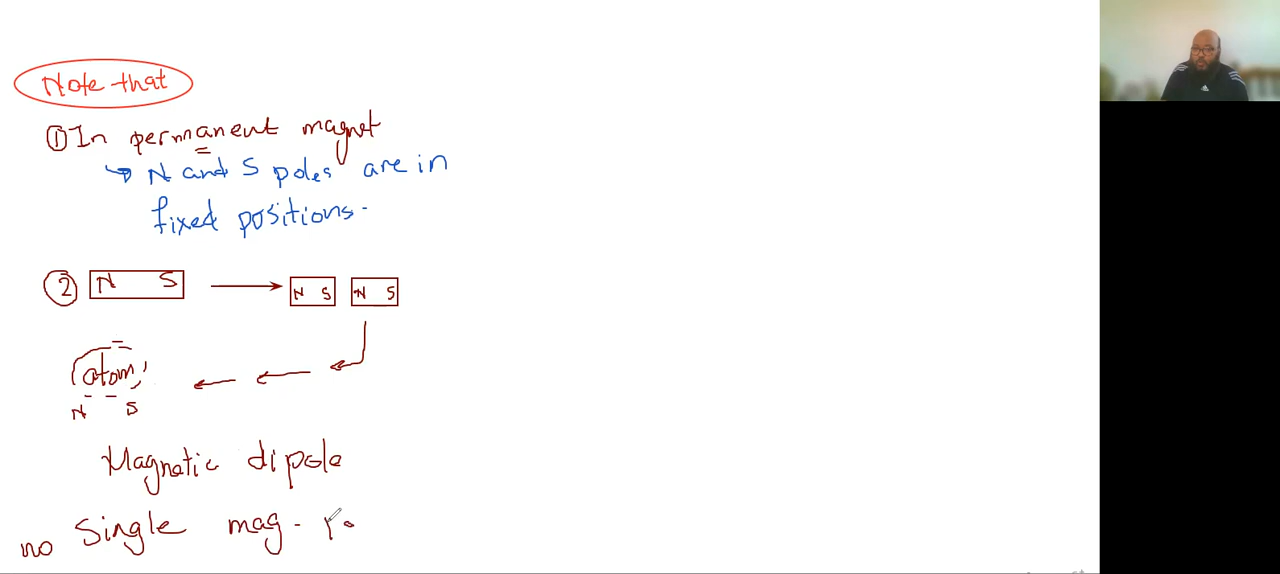 Note that
① In permanent magnet
↳ N and S poles are in
fixed positions.
② N S → N S N S
atom
N S
Magnetic dipole
no Single mag.